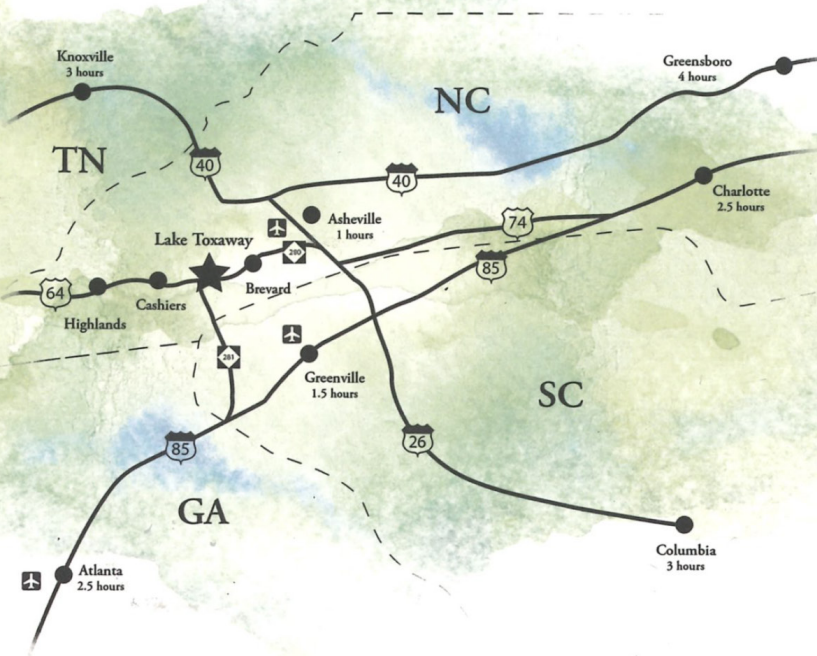 Knoxville
3 hours
Greensboro
4 hours
NC
TN
40
40
Charlotte
2.5 hours
Asheville
1 hours
74
Lake Toxaway
280
85
64
Brevard
Cashiers
Highlands
281
Greenville
1.5 hours
SC
26
85
GA
Columbia
3 hours
Atlanta
2.5 hours